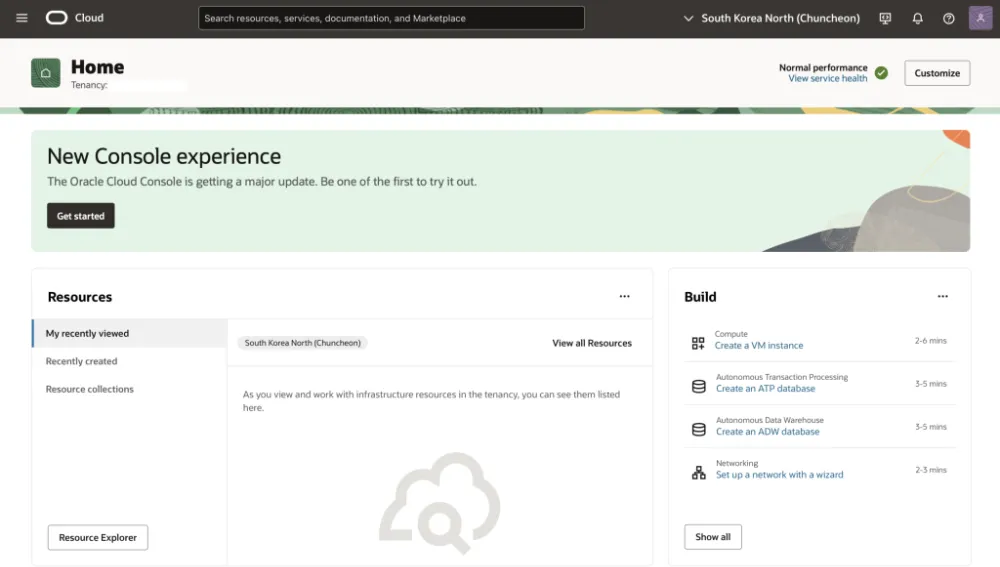 Cloud
Search resources, services, documentation, and Marketplace
South Korea North (Chuncheon)
Home
Tenancy:
Normal performance
View service health
Customize
New Console experience
The Oracle Cloud Console is getting a major update. Be one of the first to try it out.
Get started
Resources
My recently viewed
Recently created
Resource collections
Resource Explorer
South Korea North (Chuncheon)
View all Resources
As you view and work with infrastructure resources in the tenancy, you can see them listed
here.
Build
Compute
Create a VM instance
2-6 mins
Autonomous Transaction Processing
Create an ATP database
3-5 mins
Autonomous Data Warehouse
Create an ADW database
3-5 mins
Networking
Set up a network with a wizard
2-3 mins
Show all